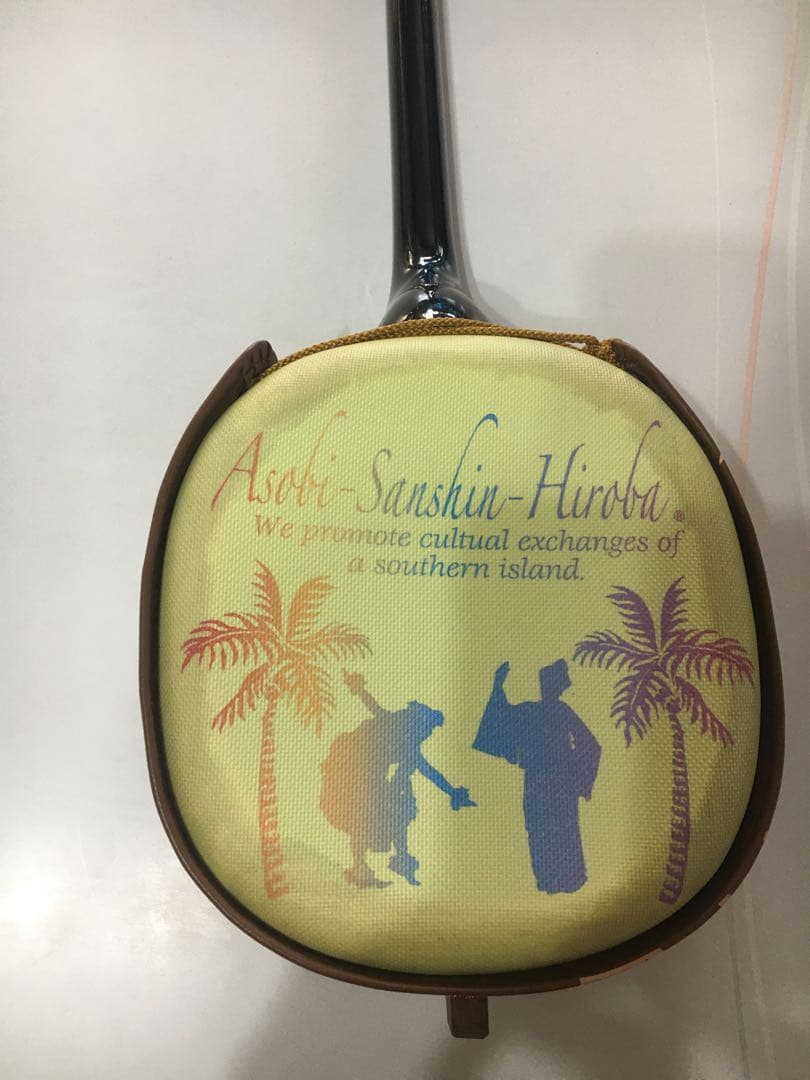 Asobi-Sanshin-Hiroba®
We promote cultual exchanges of
a southern island.